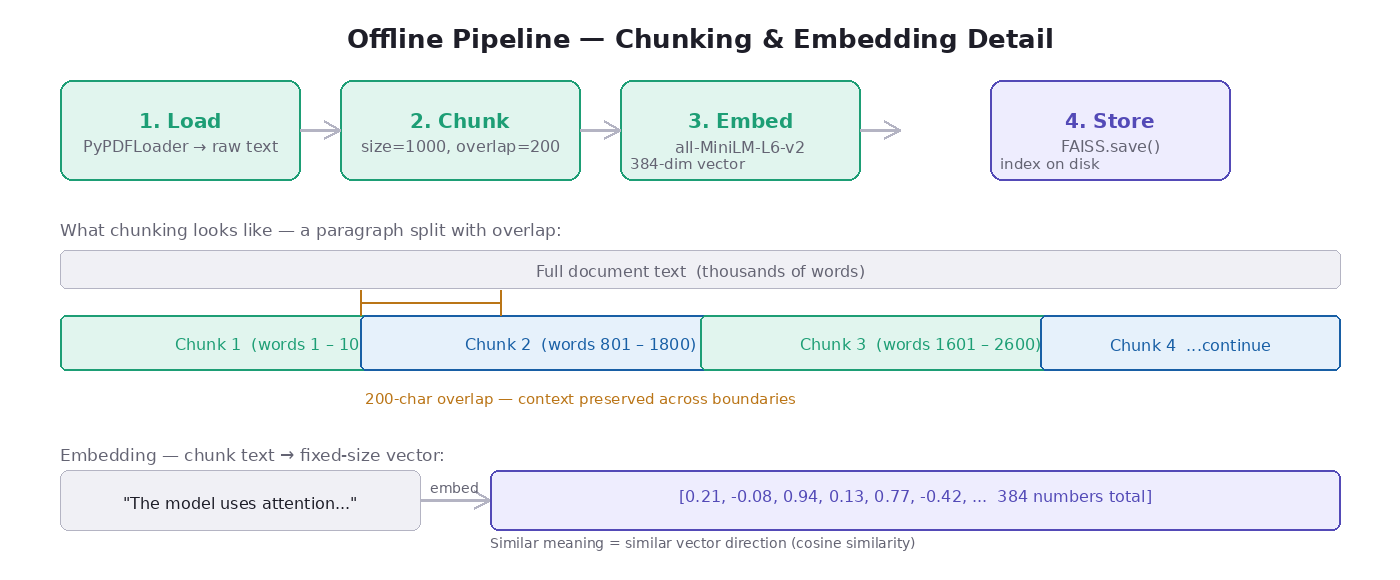 Offline Pipeline — Chunking & Embedding Detail
1. Load
PyPDFLoader → raw text
2. Chunk
size=1000, overlap=200
3. Embed
all-MiniLM-L6-v2
384-dim vector
4. Store
FAISS.save()
index on disk
What chunking looks like — a paragraph split with overlap:
Full document text  (thousands of words)
Chunk 1  (words 1 – 10
Chunk 2  (words 801 – 1800)
Chunk 3  (words 1601 – 2600)
Chunk 4  ...continue
200-char overlap — context preserved across boundaries
Embedding — chunk text → fixed-size vector:
"The model uses attention..."
embed
[0.21, -0.08, 0.94, 0.13, 0.77, -0.42, ...  384 numbers total]
Similar meaning = similar vector direction (cosine similarity)